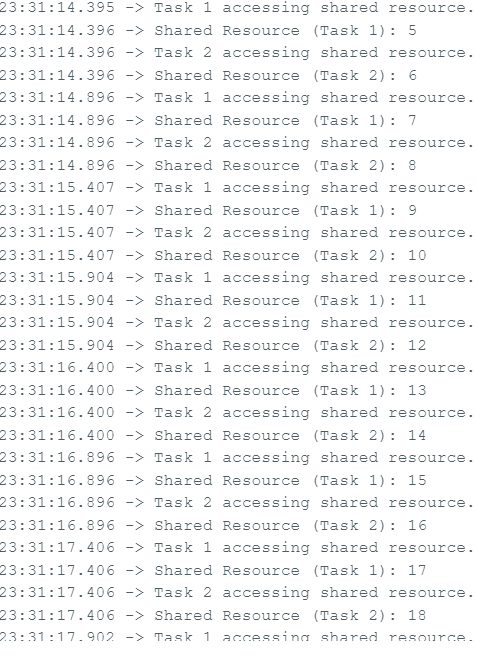 23:31:14.395 -> Task 1 accessing shared resource.
23:31:14.396 -> Shared Resource (Task 1): 5
23:31:14.396 -> Task 2 accessing shared resource.
23:31:14.396 -> Shared Resource (Task 2): 6
23:31:14.896 -> Task 1 accessing shared resource.
23:31:14.896 -> Shared Resource (Task 1): 7
23:31:14.896 -> Task 2 accessing shared resource.
23:31:14.896 -> Shared Resource (Task 2): 8
23:31:15.407 -> Task 1 accessing shared resource.
23:31:15.407 -> Shared Resource (Task 1): 9
23:31:15.407 -> Task 2 accessing shared resource.
23:31:15.407 -> Shared Resource (Task 2): 10
23:31:15.904 -> Task 1 accessing shared resource.
23:31:15.904 -> Shared Resource (Task 1): 11
23:31:15.904 -> Task 2 accessing shared resource.
23:31:15.904 -> Shared Resource (Task 2): 12
23:31:16.400 -> Task 1 accessing shared resource.
23:31:16.400 -> Shared Resource (Task 1): 13
23:31:16.400 -> Task 2 accessing shared resource.
23:31:16.400 -> Shared Resource (Task 2): 14
23:31:16.896 -> Task 1 accessing shared resource.
23:31:16.896 -> Shared Resource (Task 1): 15
23:31:16.896 -> Task 2 accessing shared resource.
23:31:16.896 -> Shared Resource (Task 2): 16
23:31:17.406 -> Task 1 accessing shared resource.
23:31:17.406 -> Shared Resource (Task 1): 17
23:31:17.406 -> Task 2 accessing shared resource.
23:31:17.406 -> Shared Resource (Task 2): 18
23:31:17.902 -> Task 1 accessing shared resource.